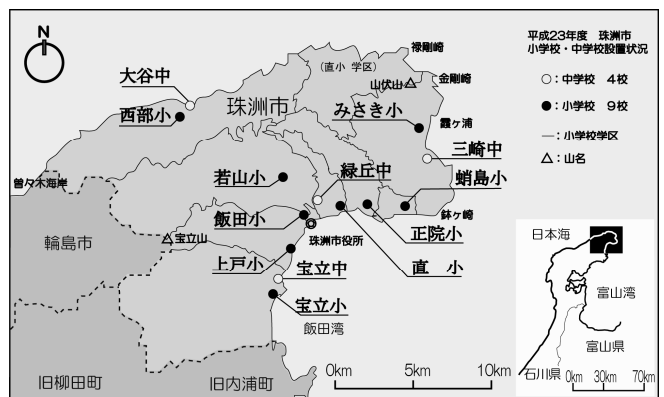 N
禄剛崎
平成23年度 珠洲市
小学校・中学校設置状況
(直小 学区)
金剛崎
山伏山
大谷中
○:中学校 4校
珠洲市
西部小
みさき小
●:小学校 9校
霞ヶ浦
三崎中
―:小学校学区
緑丘中
△:山名
若山小
蛸島小
曽々木海岸
飯田小
鉢ヶ崎
正院小
輪島市
宝立山
珠洲市役所
日本海
上戸小
直 小
宝立中
富山湾
宝立小
飯田湾
富山県
0km
5km
10km
石川県
0km 30km 70km
旧柳田町
旧内浦町